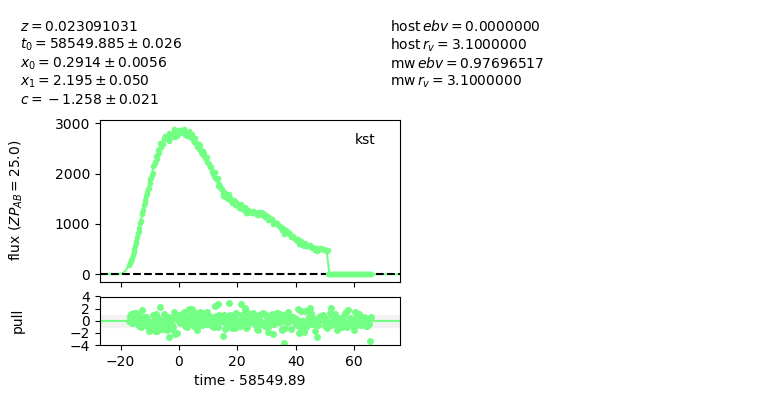 z = 0.023091031
t0 = 58549.885 ± 0.026
x0 = 0.2914 ± 0.0056
x1 = 2.195 ± 0.050
c = −1.258 ± 0.021
host ebv = 0.0000000
host rv = 3.1000000
mw ebv = 0.97696517
mw rv = 3.1000000
flux (ZPAB = 25.0)
3000
2000
1000
0
kst
pull
4
2
0
−2
−4
−20 0 20 40 60
time - 58549.89